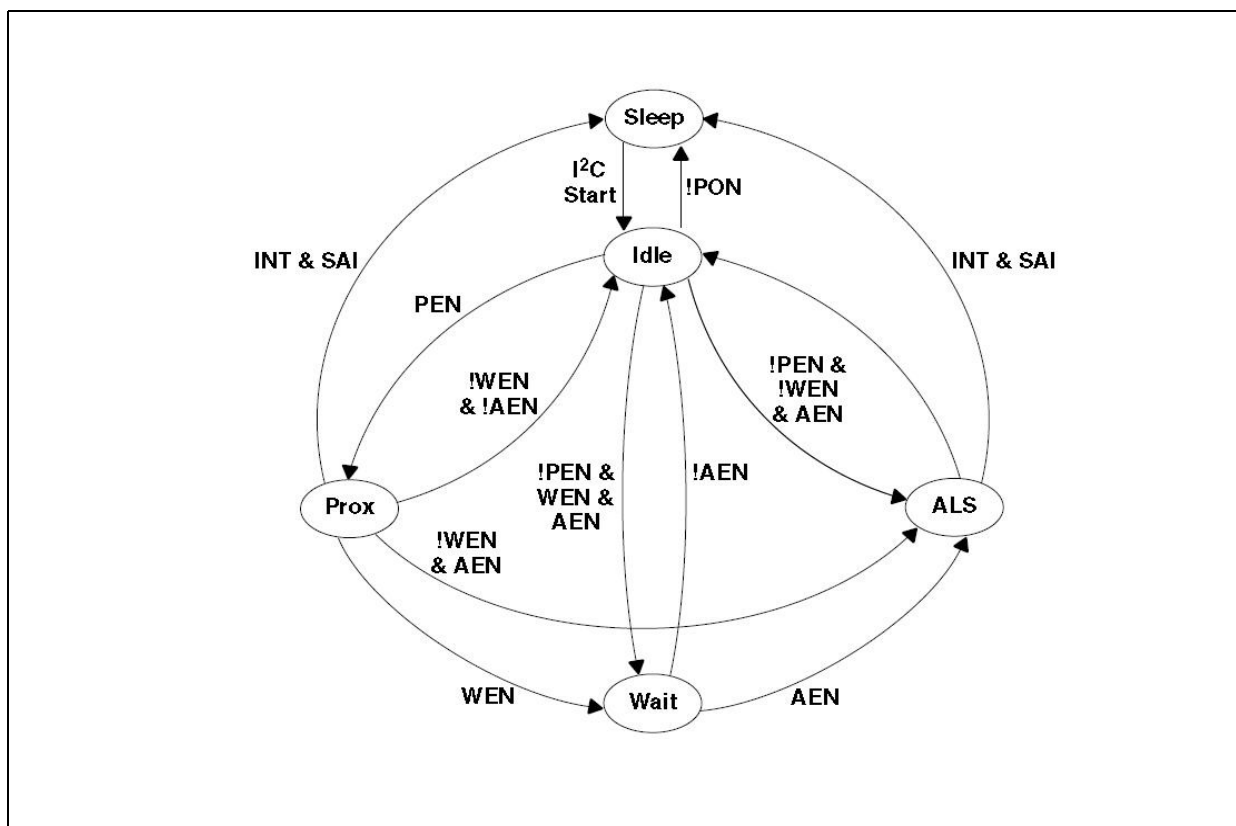 Sleep
I²C
Start
!PON
Idle
INT & SAI
INT & SAI
PEN
!WEN
& !AEN
!PEN &
!WEN
& AEN
!PEN &
WEN &
AEN
!AEN
Prox
ALS
!WEN
& AEN
WEN
Wait
AEN